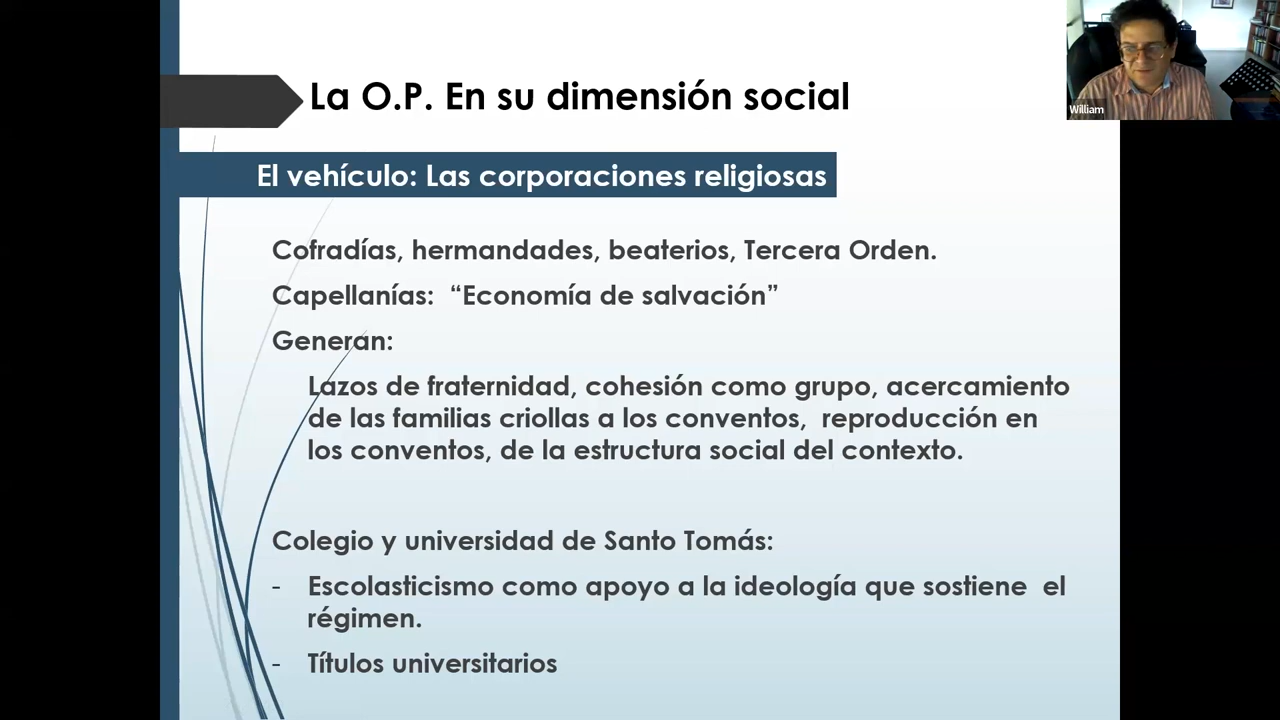 La O.P. En su dimensión social
William
El vehículo: Las corporaciones religiosas
Cofradías, hermandades, beaterios, Tercera Orden.
Capellanías: “Economía de salvación”
Generan:
Lazos de fraternidad, cohesión como grupo, acercamiento
de las familias criollas a los conventos, reproducción en
los conventos, de la estructura social del contexto.
Colegio y universidad de Santo Tomás:
- Escolasticismo como apoyo a la ideología que sostiene el
régimen.
- Títulos universitarios